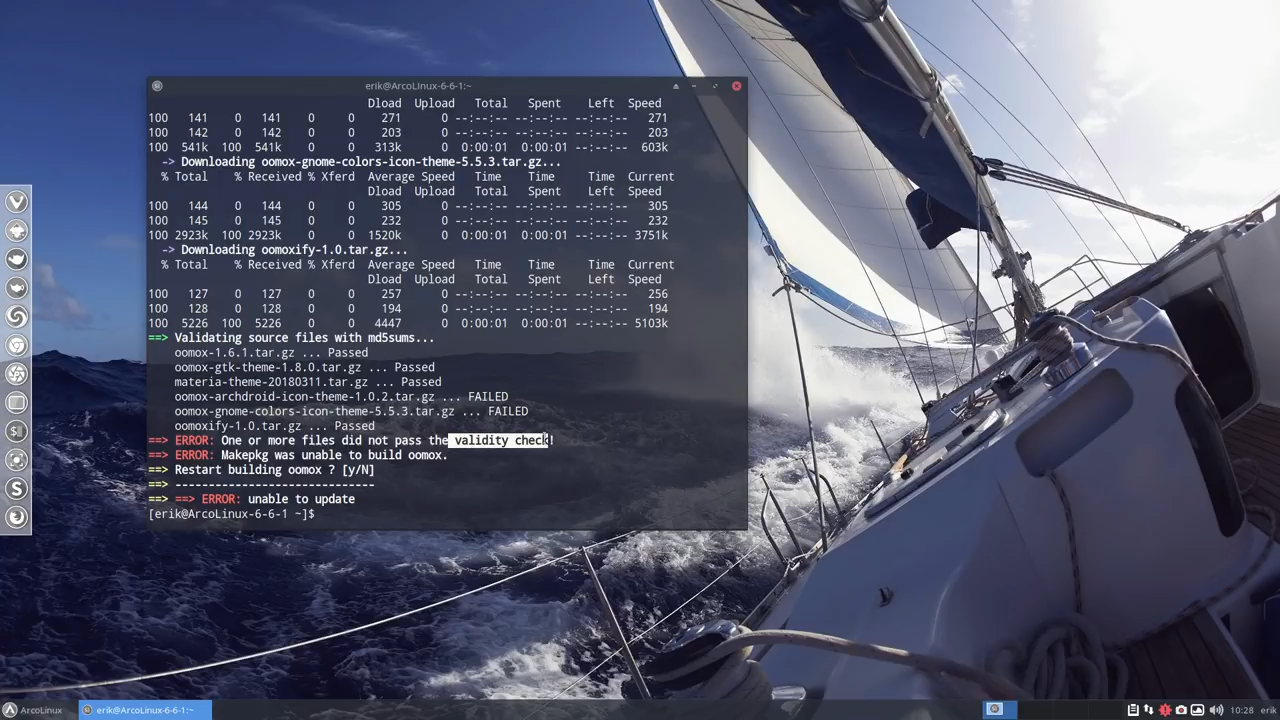 erik@ArcoLinux-6-6-1:~
Dload Upload Total Spent Left Speed
100 141 0 141 0 0 271 0 --:--:-- --:--:-- --:--:-- 271
100 142 0 142 0 0 203 0 --:--:-- --:--:-- --:--:-- 203
100 541k 100 541k 0 0 313k 0 0:00:01 0:00:01 --:--:-- 603k
-> Downloading oomox-gnome-colors-icon-theme-5.5.3.tar.gz...
% Total % Received % Xferd Average Speed Time Time Time Current
Dload Upload Total Spent Left Speed
100 144 0 144 0 0 305 0 --:--:-- --:--:-- --:--:-- 305
100 145 0 145 0 0 232 0 --:--:-- --:--:-- --:--:-- 232
100 2923k 100 2923k 0 0 1520k 0 0:00:01 0:00:01 --:--:-- 3751k
-> Downloading oomoxify-1.0.tar.gz...
% Total % Received % Xferd Average Speed Time Time Time Current
Dload Upload Total Spent Left Speed
100 127 0 127 0 0 257 0 --:--:-- --:--:-- --:--:-- 256
100 128 0 128 0 0 194 0 --:--:-- --:--:-- --:--:-- 194
100 5226 100 5226 0 0 4447 0 0:00:01 0:00:01 --:--:-- 5103k
==> Validating source files with md5sums...
oomox-1.6.1.tar.gz ... Passed
oomox-gtk-theme-1.8.0.tar.gz ... Passed
materia-theme-20180311.tar.gz ... Passed
oomox-archdroid-icon-theme-1.0.2.tar.gz ... FAILED
oomox-gnome-colors-icon-theme-5.5.3.tar.gz ... FAILED
oomoxify-1.0.tar.gz ... Passed
==> ERROR: One or more files did not pass the validity check!
==> ERROR: Makepkg was unable to build oomox.
==> Restart building oomox ? [y/N]
==> ------------------------------
==> ==> ERROR: unable to update
[erik@ArcoLinux-6-6-1 ~]$
ArcoLinux
erik@ArcoLinux-6-6-1:~
10:28
erik